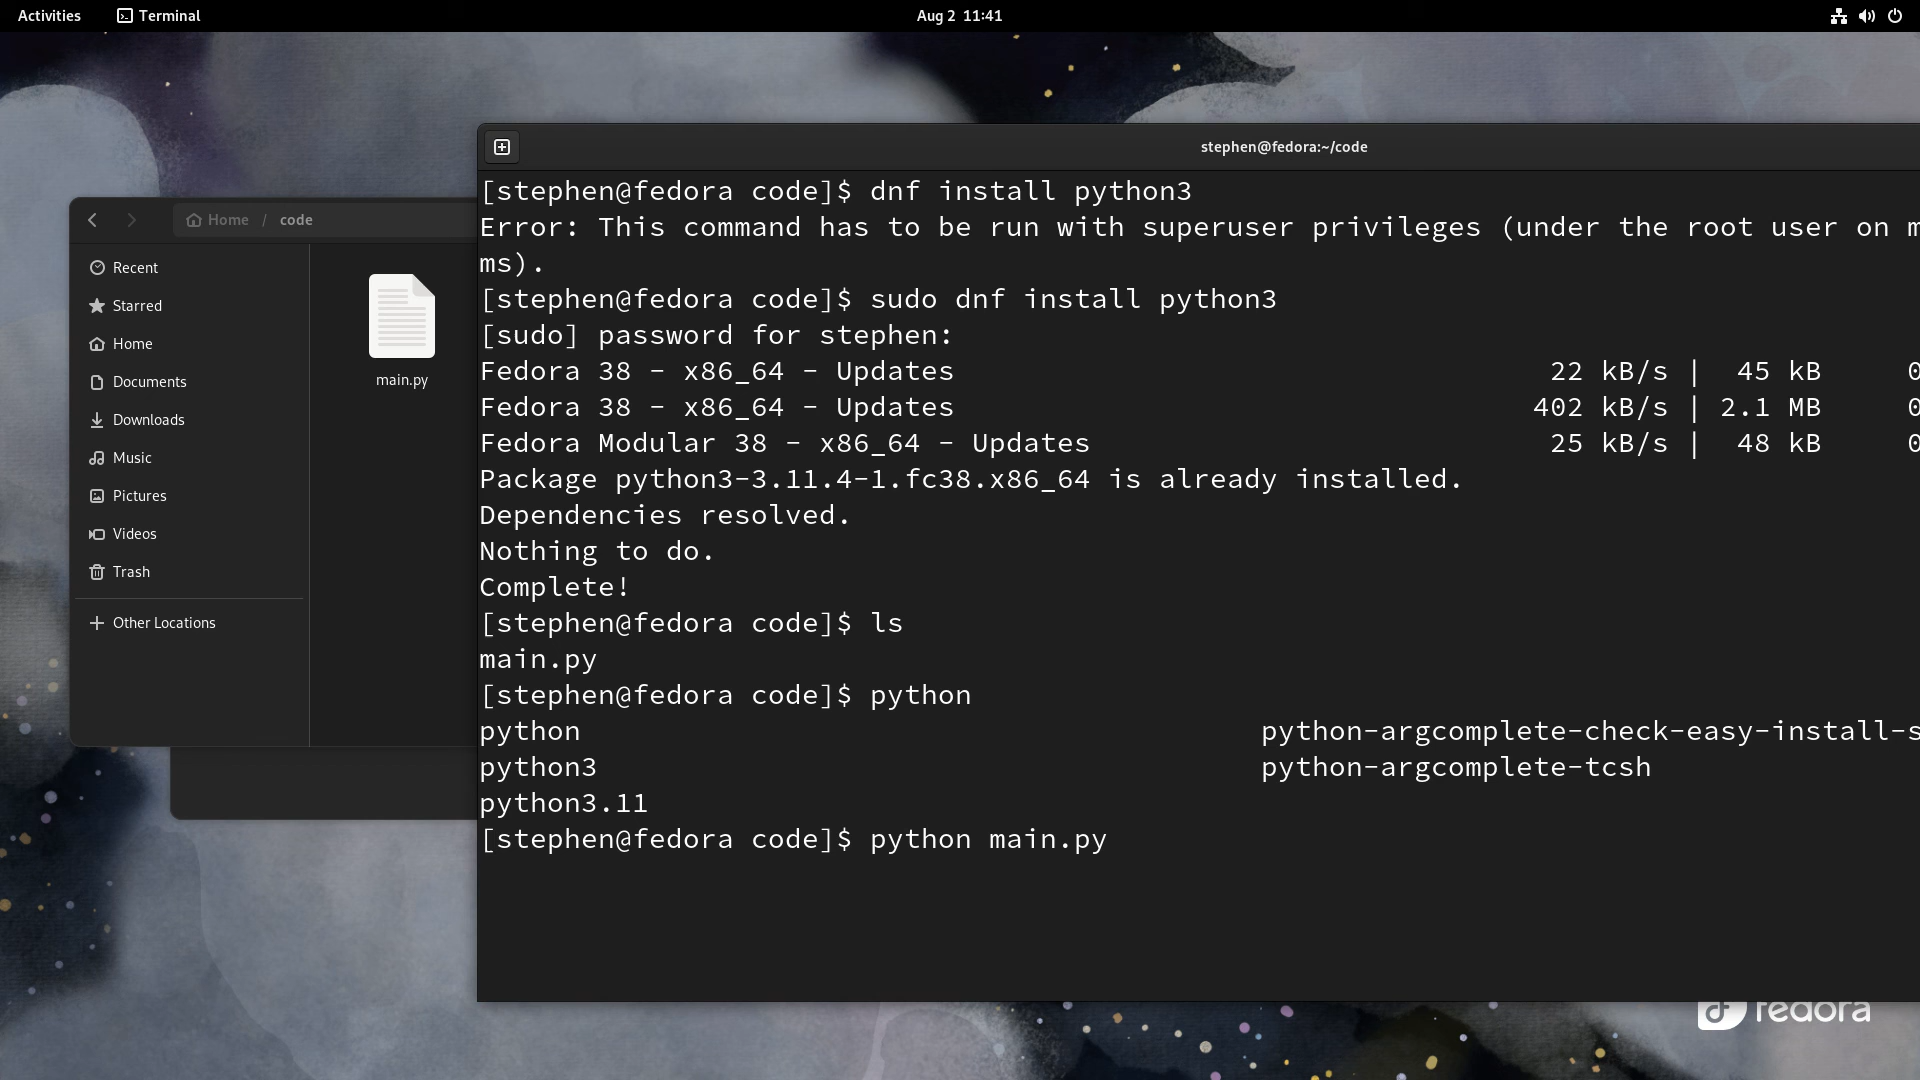 Activities
Terminal
Aug 2 11:41
stephen@fedora:~/code
Home / code
Recent
Starred
Home
Documents
Downloads
Music
Pictures
Videos
Trash
Other Locations
main.py
[stephen@fedora code]$ dnf install python3
Error: This command has to be run with superuser privileges (under the root user on m
ms).
[stephen@fedora code]$ sudo dnf install python3
[sudo] password for stephen:
Fedora 38 - x86_64 - Updates 22 kB/s | 45 kB 0
Fedora 38 - x86_64 - Updates 402 kB/s | 2.1 MB 0
Fedora Modular 38 - x86_64 - Updates 25 kB/s | 48 kB 0
Package python3-3.11.4-1.fc38.x86_64 is already installed.
Dependencies resolved.
Nothing to do.
Complete!
[stephen@fedora code]$ ls
main.py
[stephen@fedora code]$ python
python python-argcomplete-check-easy-install-s
python3 python-argcomplete-tcsh
python3.11
[stephen@fedora code]$ python main.py
fedora